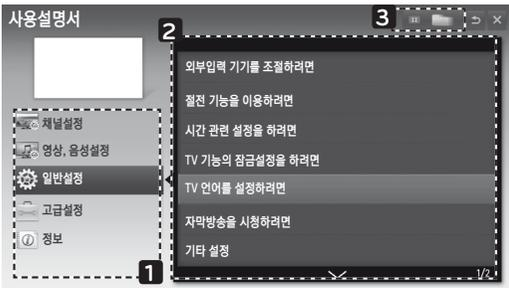 사용설명서
3
2
외부입력 기기를 조절하려면
절전 기능을 이용하려면
시간 관련 설정을 하려면
TV 기능의 잠금설정을 하려면
TV 언어를 설정하려면
자막방송을 시청하려면
기타 설정
1/2
채널설정
영상, 음성설정
일반설정
고급설정
정보
1